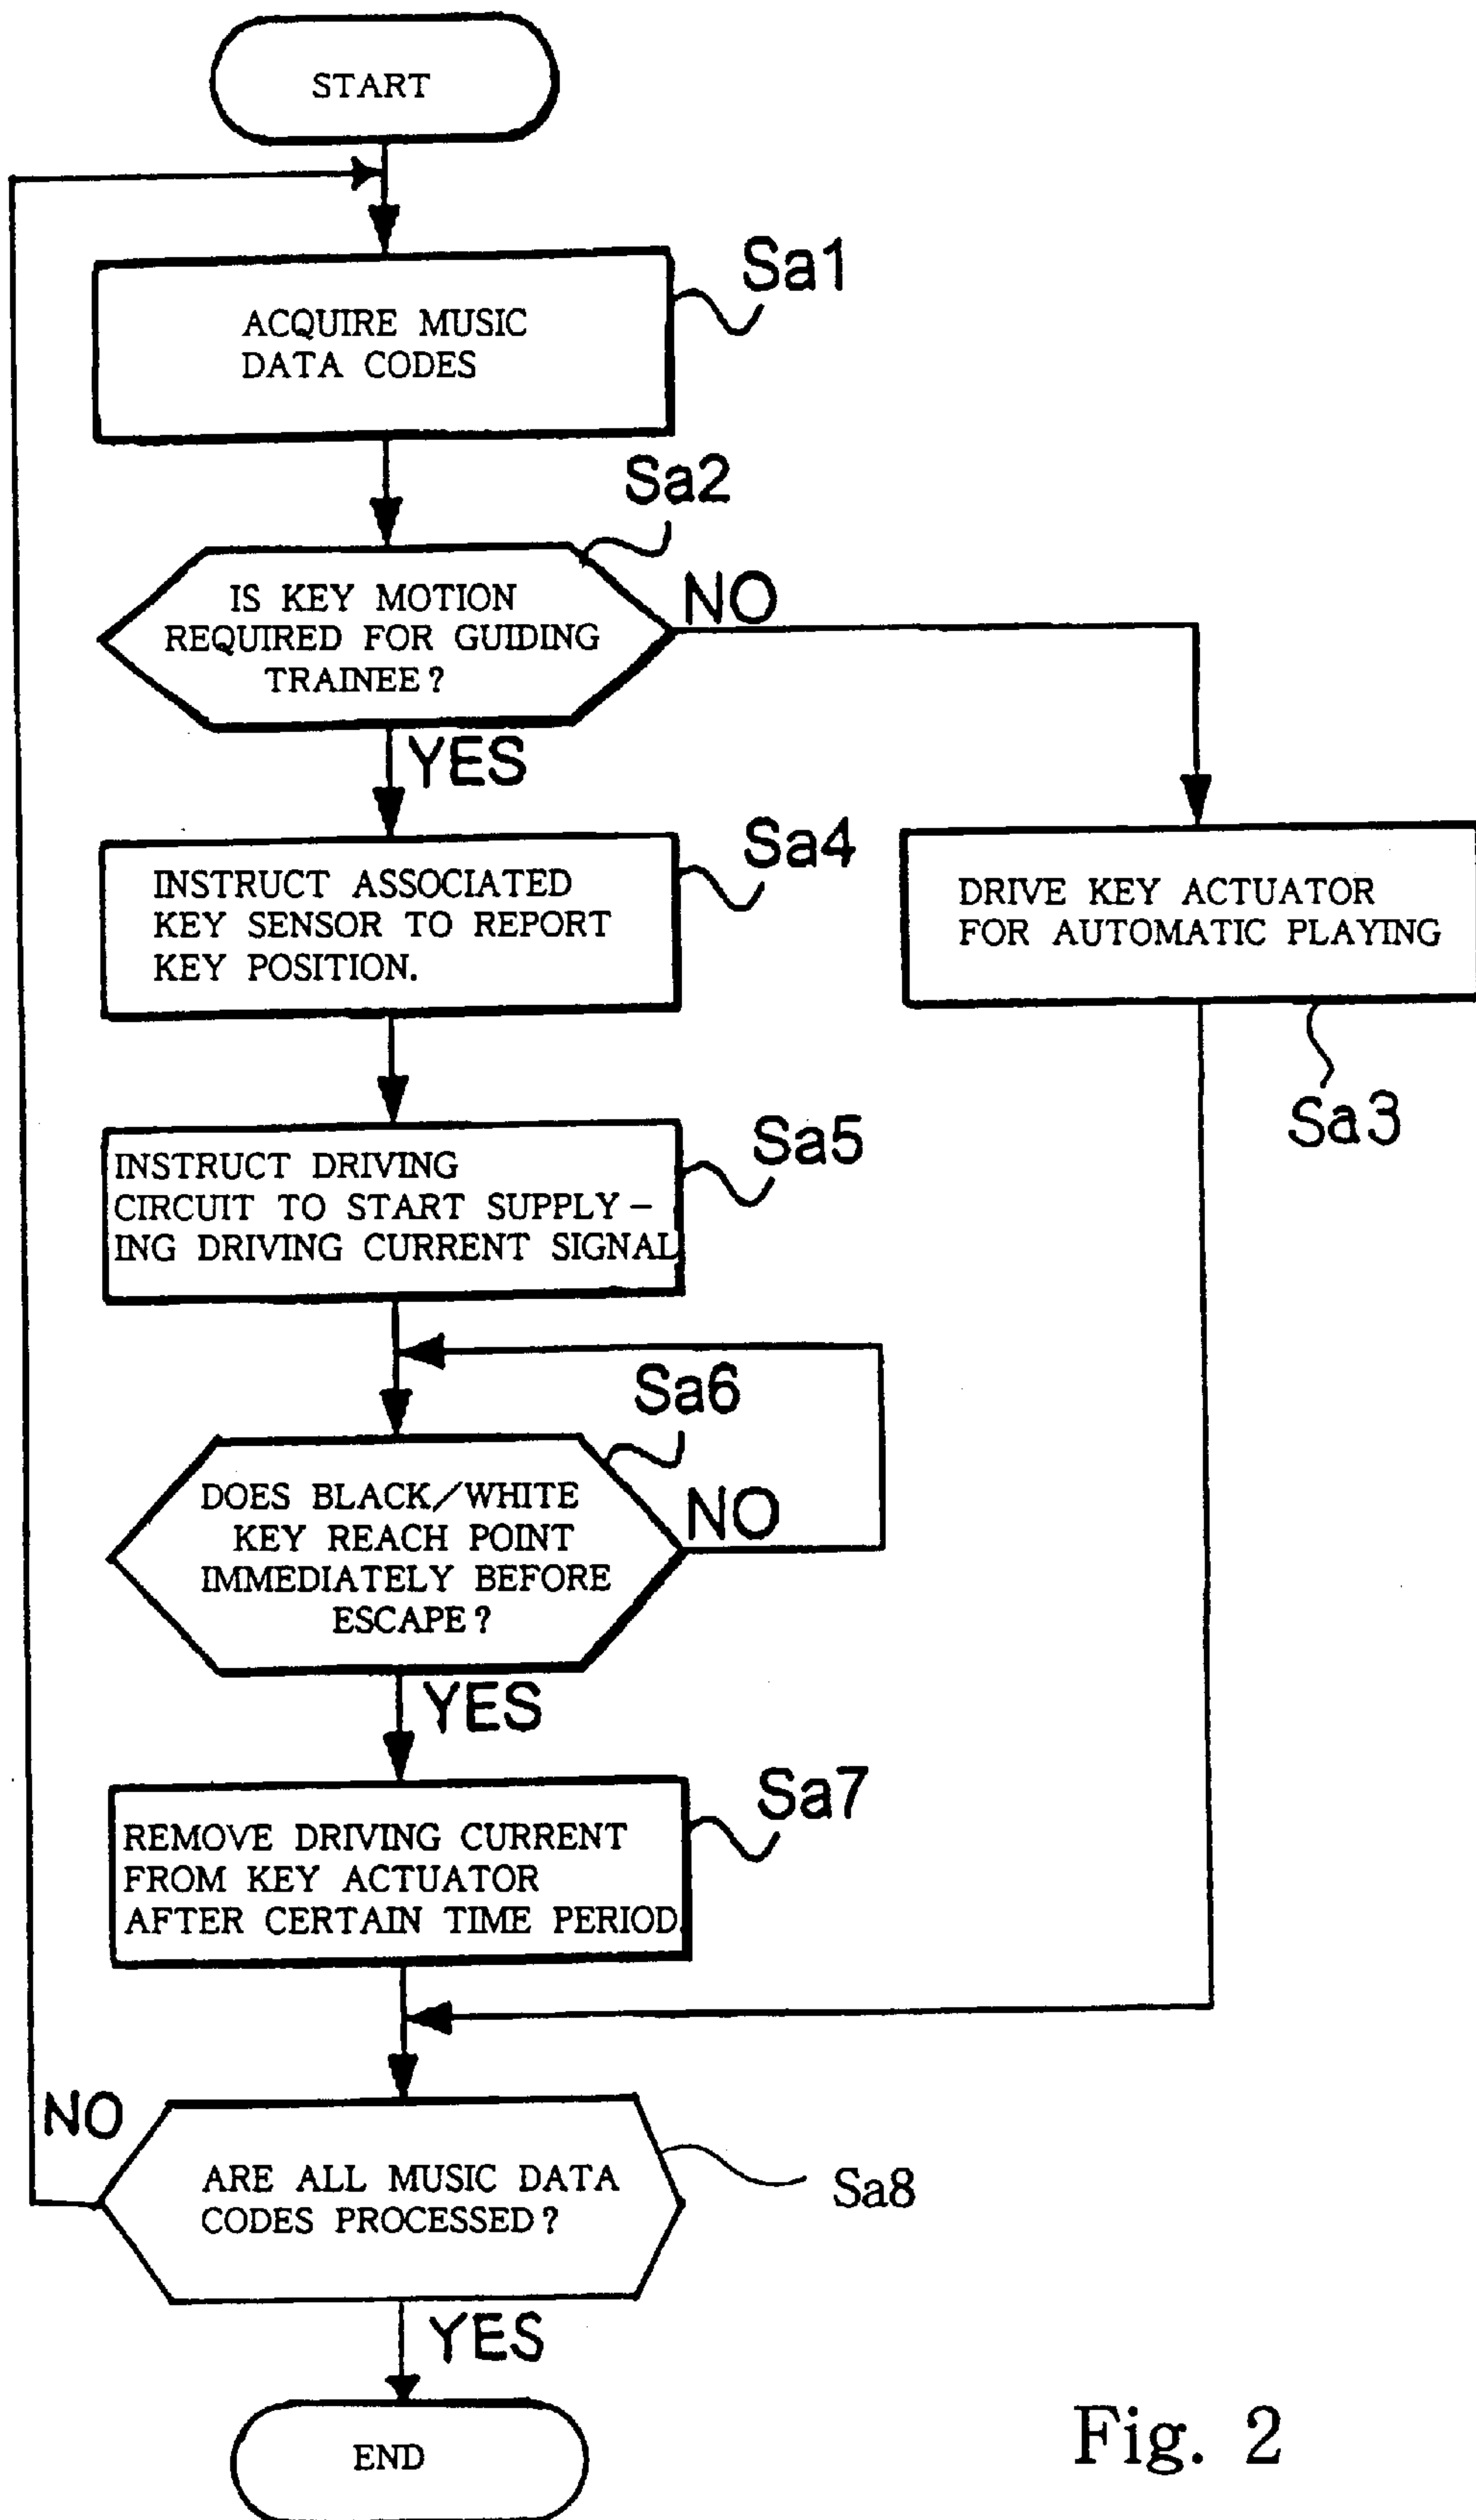 START
Sa1
ACQUIRE MUSIC
DATA CODES
Sa2
IS KEY MOTION
REQUIRED FOR GUIDING
TRAINEE?
NO
YES
Sa4
INSTRUCT ASSOCIATED
KEY SENSOR TO REPORT
KEY POSITION.
DRIVE KEY ACTUATOR
FOR AUTOMATIC PLAYING
Sa3
Sa5
INSTRUCT DRIVING
CIRCUIT TO START SUPPLY-
ING DRIVING CURRENT SIGNAL
Sa6
DOES BLACK/WHITE
KEY REACH POINT
IMMEDIATELY BEFORE
ESCAPE?
NO
YES
Sa7
REMOVE DRIVING CURRENT
FROM KEY ACTUATOR
AFTER CERTAIN TIME PERIOD
NO
ARE ALL MUSIC DATA
CODES PROCESSED?
Sa8
YES
END
Fig. 2